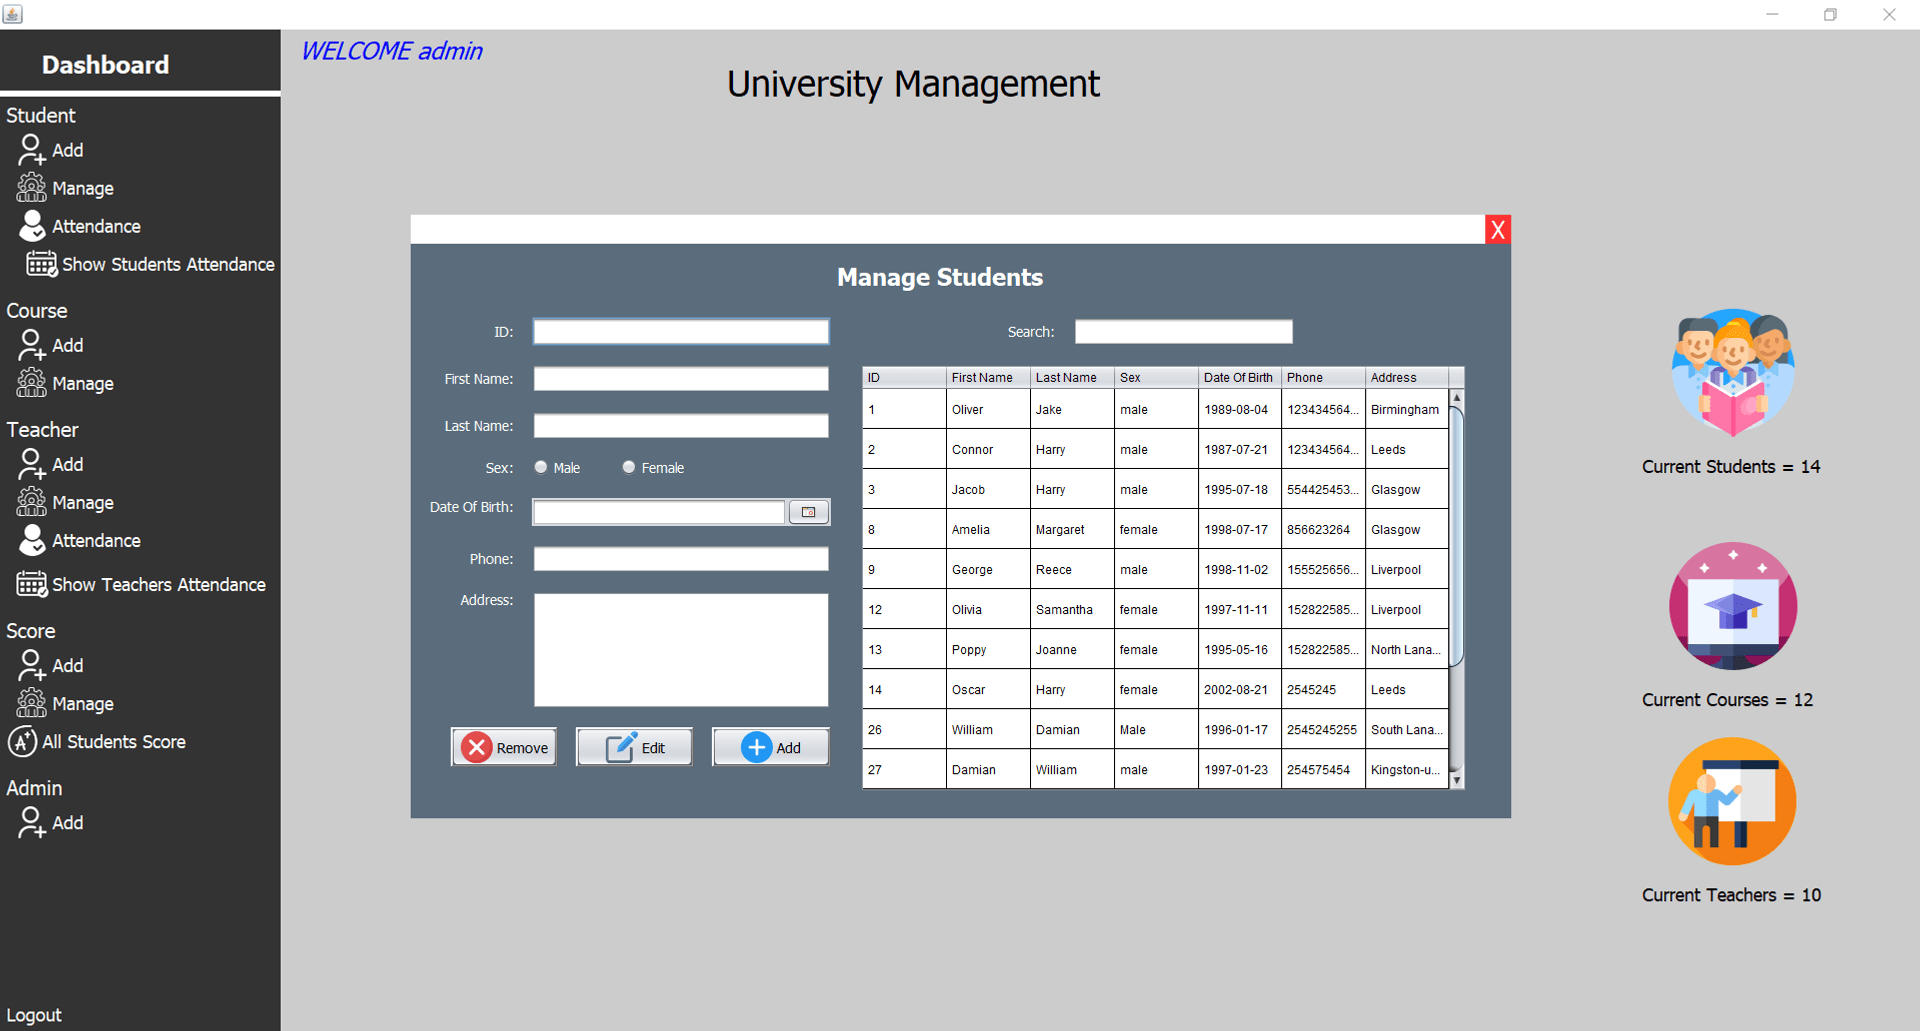 Dashboard
Student
Add
Manage
Attendance
Show Students Attendance
Course
Add
Manage
Teacher
Add
Manage
Attendance
Show Teachers Attendance
Score
Add
Manage
A+ All Students Score
Admin
Add
Logout
WELCOME admin
University Management
X
Manage Students
ID:
First Name:
Last Name:
Sex: Male Female
Date Of Birth:
Phone:
Address:
Remove Edit Add
Search:
ID First Name Last Name Sex Date Of Birth Phone Address
1 Oliver Jake male 1989-08-04 123434564... Birmingham
2 Connor Harry male 1987-07-21 123434564... Leeds
3 Jacob Harry male 1995-07-18 554425453... Glasgow
8 Amelia Margaret female 1998-07-17 856623264 Glasgow
9 George Reece male 1998-11-02 155525656... Liverpool
12 Olivia Samantha female 1997-11-11 152822585... Liverpool
13 Poppy Joanne female 1995-05-16 152822585... North Lana...
14 Oscar Harry female 2002-08-21 2545245 Leeds
26 William Damian Male 1996-01-17 2545245255 South Lana...
27 Damian William male 1997-01-23 254575454 Kingston-u...
Current Students = 14
Current Courses = 12
Current Teachers = 10